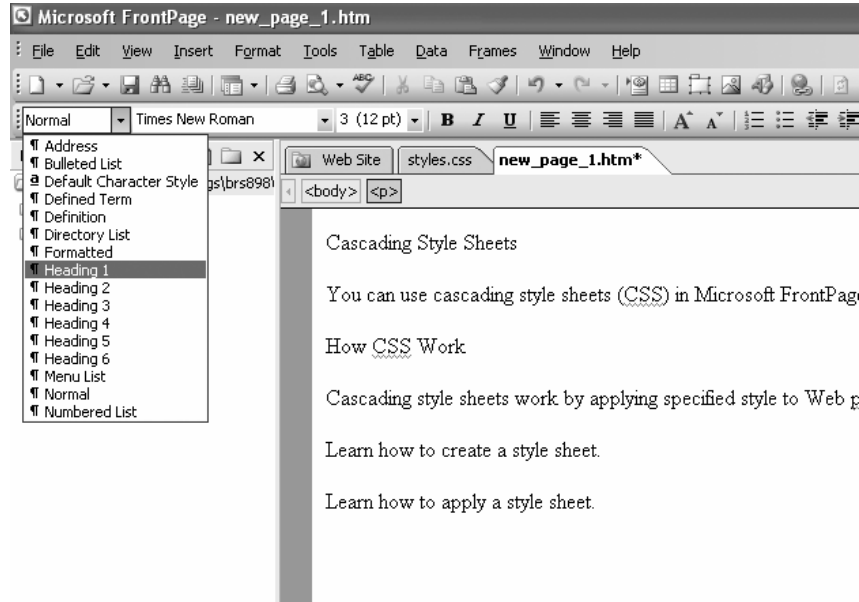 Microsoft FrontPage - new_page_1.htm
File Edit View Insert Format Tools Table Data Frames Window Help
Normal Times New Roman 3 (12 pt) B I U A A
Address
Bulleted List
a Default Character Style
Defined Term
Definition
Directory List
Formatted
Heading 1
Heading 2
Heading 3
Heading 4
Heading 5
Heading 6
Menu List
Normal
Numbered List
gs\brs898\
Web Site styles.css new_page_1.htm*
<body> <p>
Cascading Style Sheets
You can use cascading style sheets (CSS) in Microsoft FrontPage
How CSS Work
Cascading style sheets work by applying specified style to Web p
Learn how to create a style sheet.
Learn how to apply a style sheet.